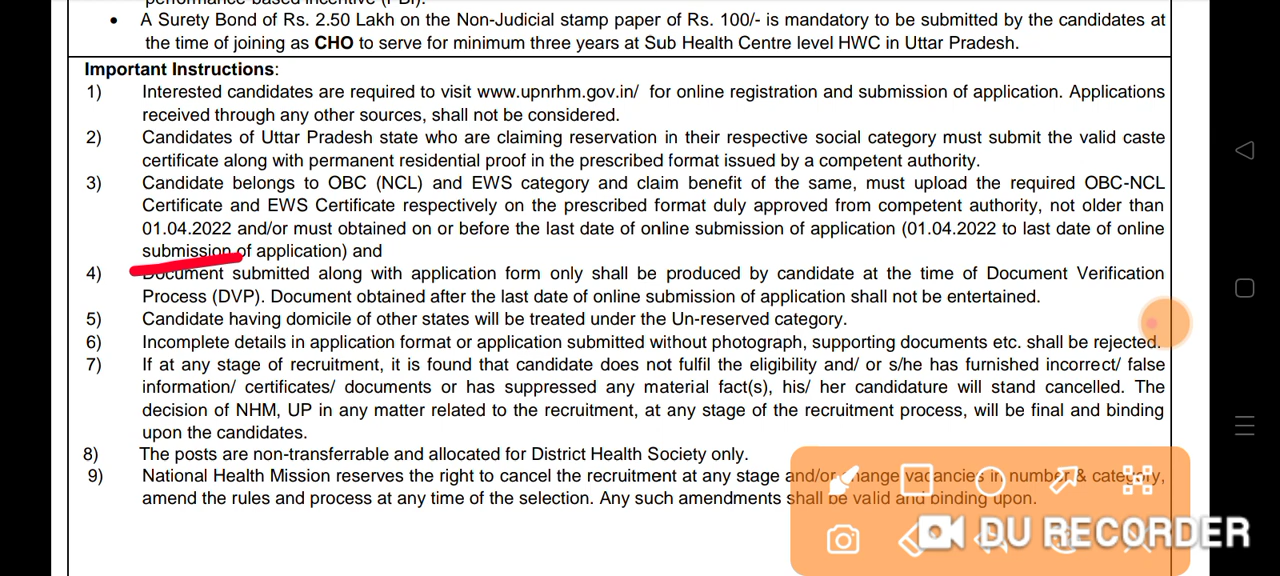 • A Surety Bond of Rs. 2.50 Lakh on the Non-Judicial stamp paper of Rs. 100/- is mandatory to be submitted by the candidates at
the time of joining as CHO to serve for minimum three years at Sub Health Centre level HWC in Uttar Pradesh.
Important Instructions:
1) Interested candidates are required to visit www.upnrhm.gov.in/ for online registration and submission of application. Applications
received through any other sources, shall not be considered.
2) Candidates of Uttar Pradesh state who are claiming reservation in their respective social category must submit the valid caste
certificate along with permanent residential proof in the prescribed format issued by a competent authority.
3) Candidate belongs to OBC (NCL) and EWS category and claim benefit of the same, must upload the required OBC-NCL
Certificate and EWS Certificate respectively on the prescribed format duly approved from competent authority, not older than
01.04.2022 and/or must obtained on or before the last date of online submission of application (01.04.2022 to last date of online
submission of application) and
4) Document submitted along with application form only shall be produced by candidate at the time of Document Verification
Process (DVP). Document obtained after the last date of online submission of application shall not be entertained.
5) Candidate having domicile of other states will be treated under the Un-reserved category.
6) Incomplete details in application format or application submitted without photograph, supporting documents etc. shall be rejected.
7) If at any stage of recruitment, it is found that candidate does not fulfil the eligibility and/ or s/he has furnished incorrect/ false
information/ certificates/ documents or has suppressed any material fact(s), his/ her candidature will stand cancelled. The
decision of NHM, UP in any matter related to the recruitment, at any stage of the recruitment process, will be final and binding
upon the candidates.
8) The posts are non-transferrable and allocated for District Health Society only.
9) National Health Mission reserves the right to cancel the recruitment at any stage and/or change vacancies in number & category,
amend the rules and process at any time of the selection. Any such amendments shall be valid and binding upon.
DU RECORDER